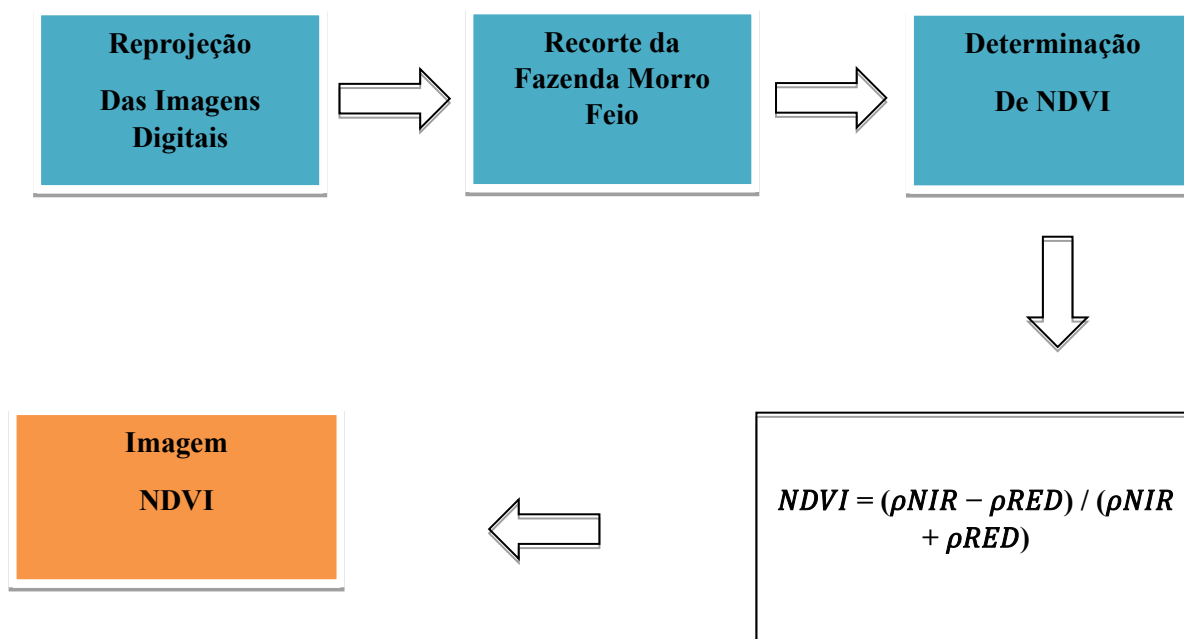 Reprojeção
Das Imagens
Digitais
Recorte da
Fazenda Morro
Feio
Determinação
De NDVI
NDVI = (ρNIR − ρRED) / (ρNIR
+ ρRED)
Imagem
NDVI